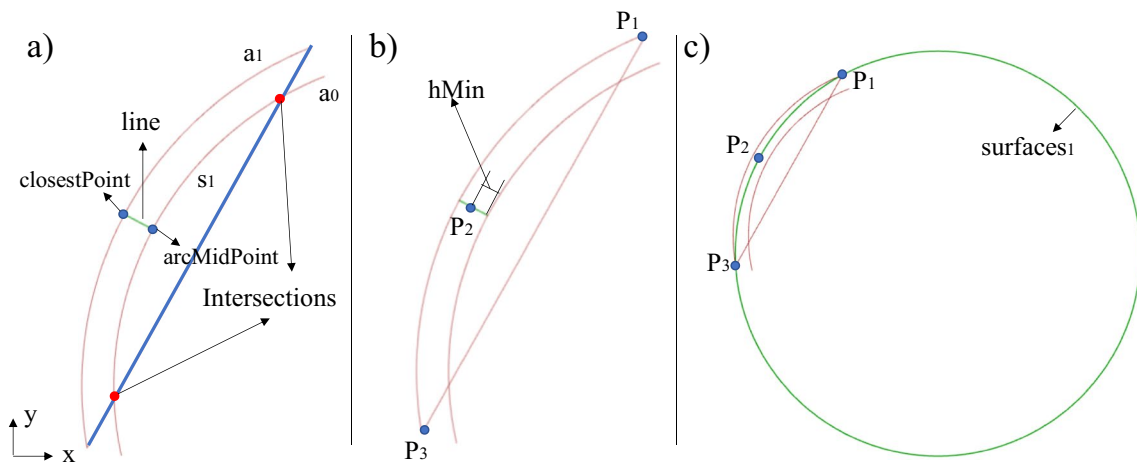 a)
a1
a0
line
closestPoint
s1
arcMidPoint
Intersections
y
x
b)
P1
hMin
P2
P3
c)
P1
P2
surfaces1
P3